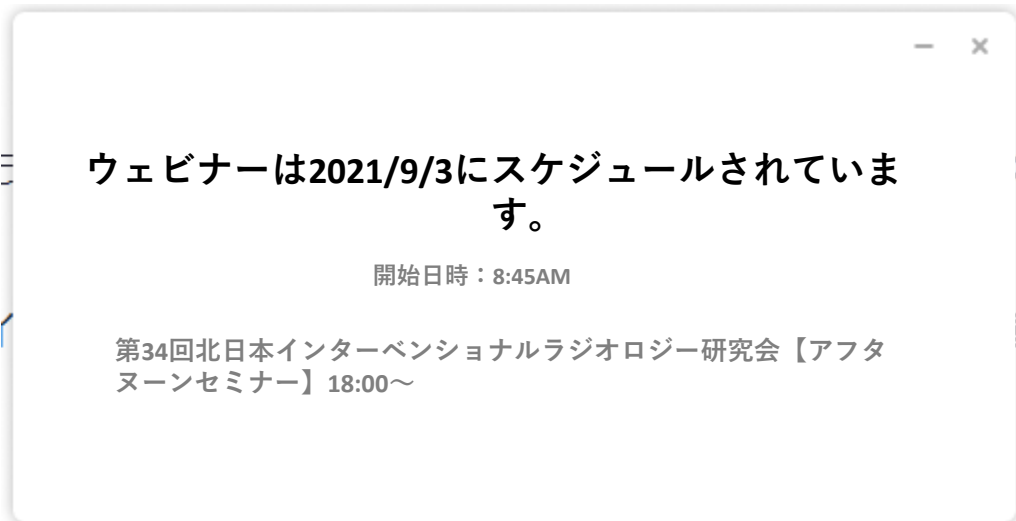 ウェビナーは2021/9/3にスケジュールされていま
す。
開始日時：8:45AM
第34回北日本インターベンショナルラジオロジー研究会【アフタ
ヌーンセミナー】18:00～